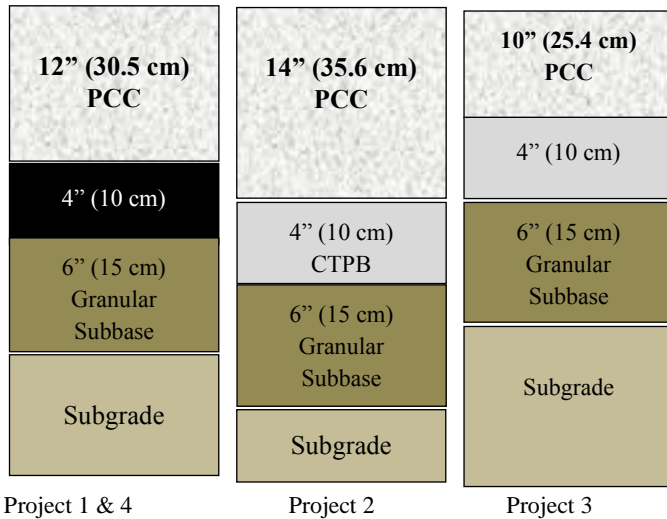 12” (30.5 cm)
PCC
4” (10 cm)
6” (15 cm)
Granular
Subbase
Subgrade
Project 1 & 4
14” (35.6 cm)
PCC
4” (10 cm)
CTPB
6” (15 cm)
Granular
Subbase
Subgrade
Project 2
10” (25.4 cm)
PCC
4” (10 cm)
6” (15 cm)
Granular
Subbase
Subgrade
Project 3